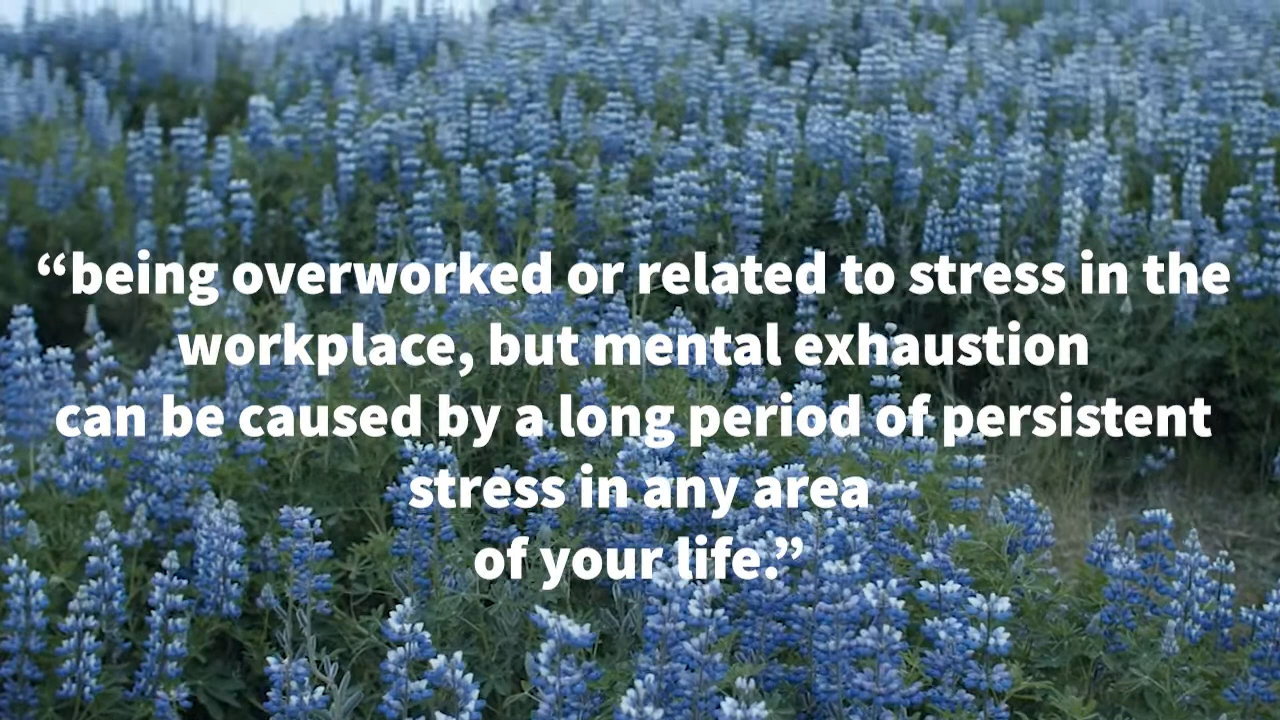 “being overworked or related to stress in the
workplace, but mental exhaustion
can be caused by a long period of persistent
stress in any area
of your life.”